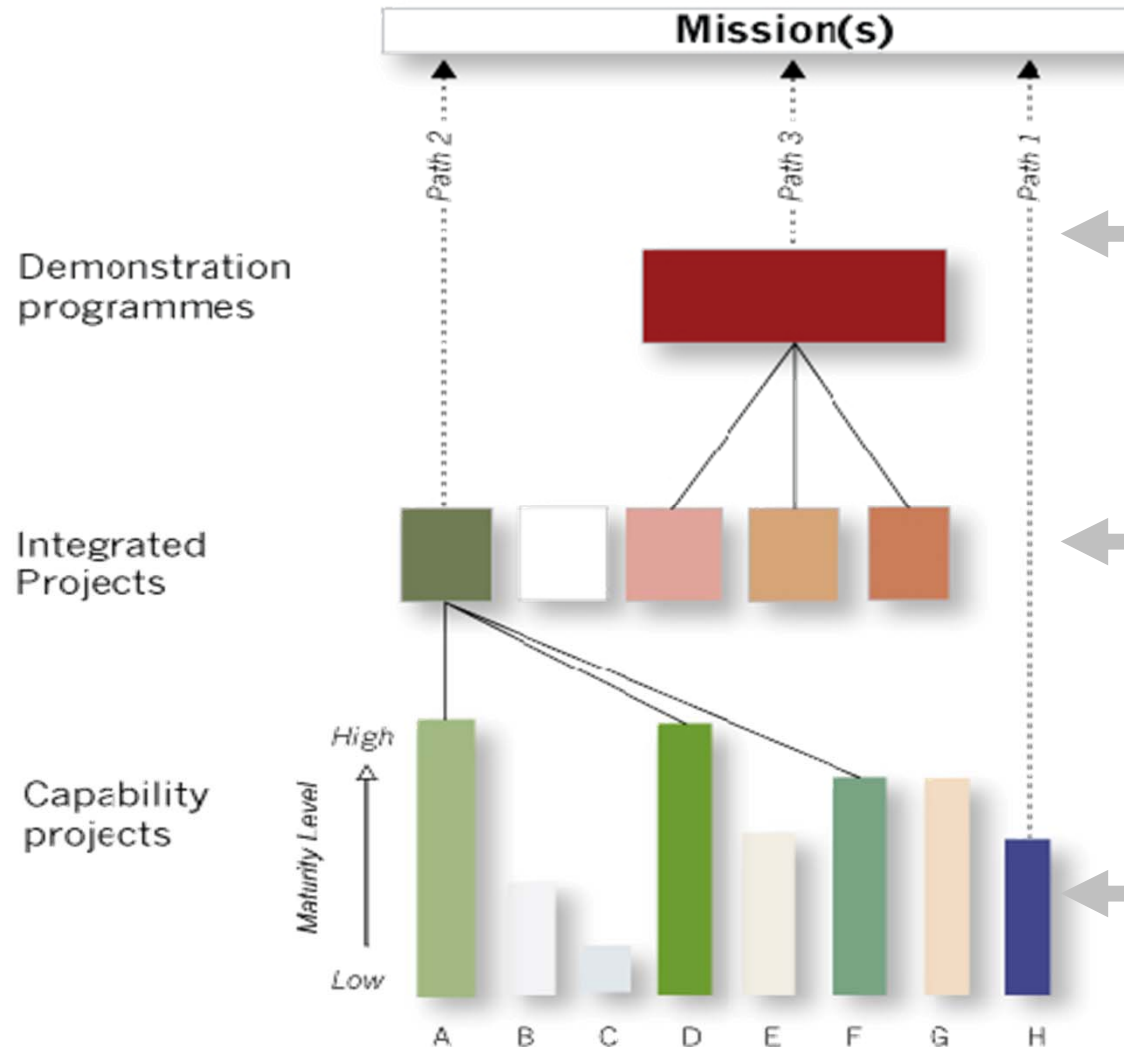 Mission(s)
Path 2
Path 3
Path 1
Demonstration
programmes
Integrated
Projects
High
Capability
projects
Maturity Level
Low
A B C D E F G H